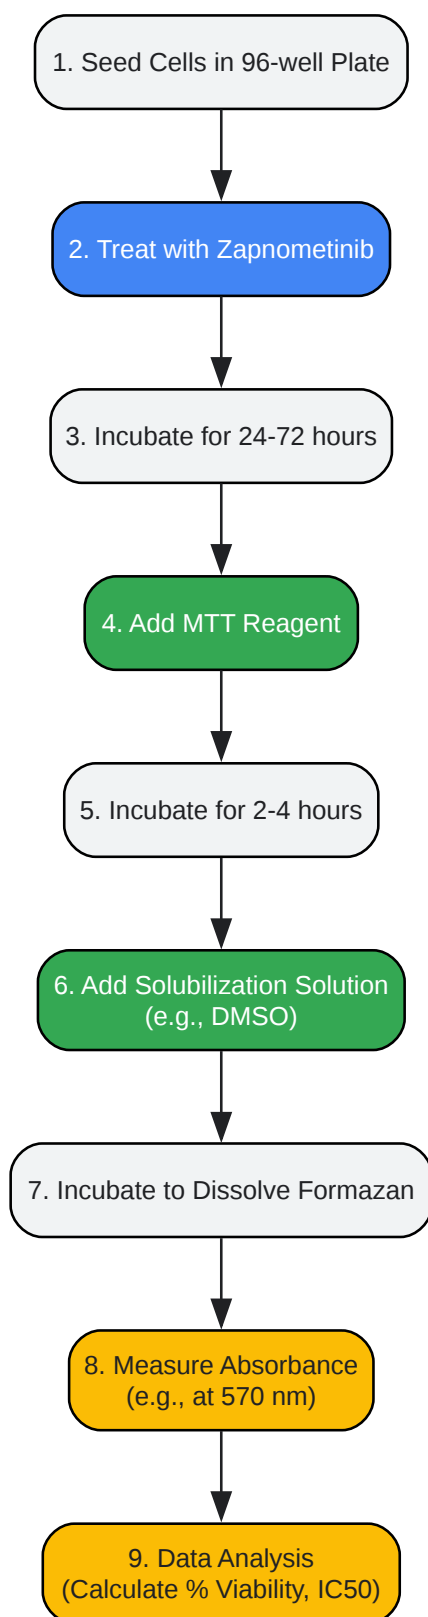 1. Seed Cells in 96-well Plate
2. Treat with Zapnometinib
3. Incubate for 24-72 hours
4. Add MTT Reagent
5. Incubate for 2-4 hours
6. Add Solubilization Solution
(e.g., DMSO)
7. Incubate to Dissolve Formazan
8. Measure Absorbance
(e.g., at 570 nm)
9. Data Analysis
(Calculate % Viability, IC50)